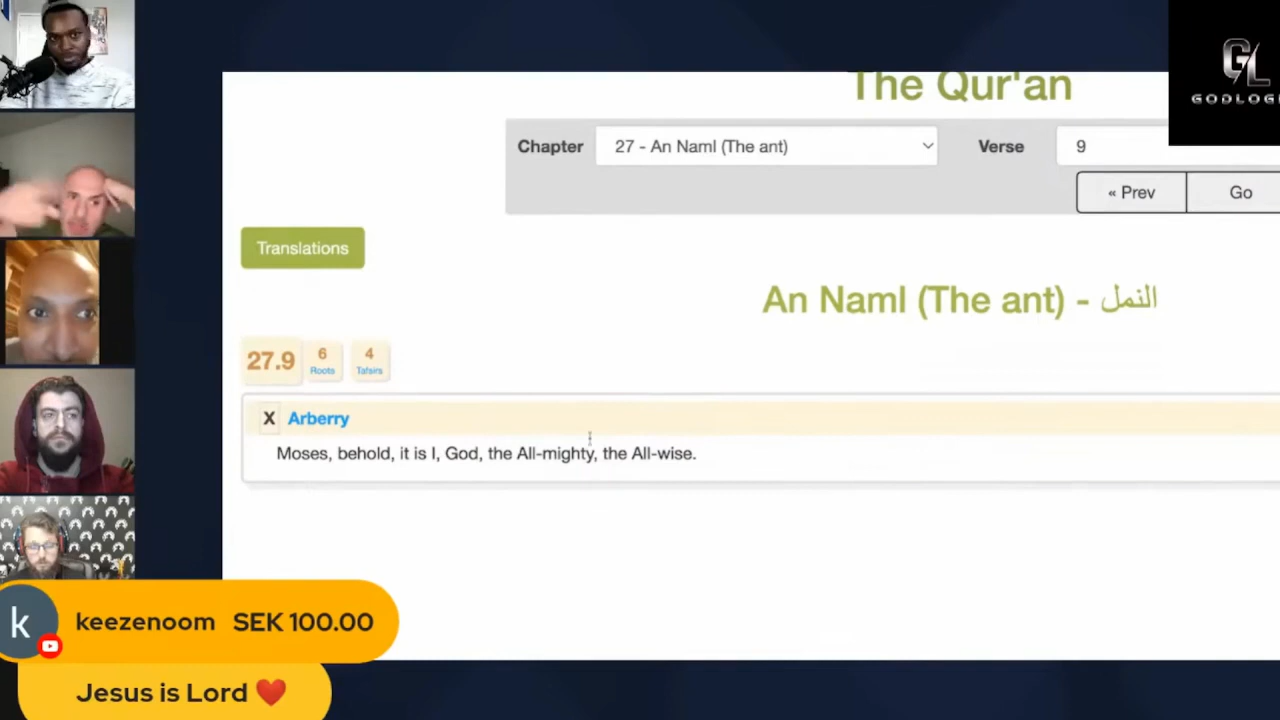 GL
GODLOGI
The Qur'an
Chapter 27 - An Naml (The ant) Verse 9
« Prev Go
Translations
An Naml (The ant) - النمل
27.9 6 Roots 4 Tafsirs
X Arberry
Moses, behold, it is I, God, the All-mighty, the All-wise.
k keezenoom SEK 100.00
Jesus is Lord ❤️